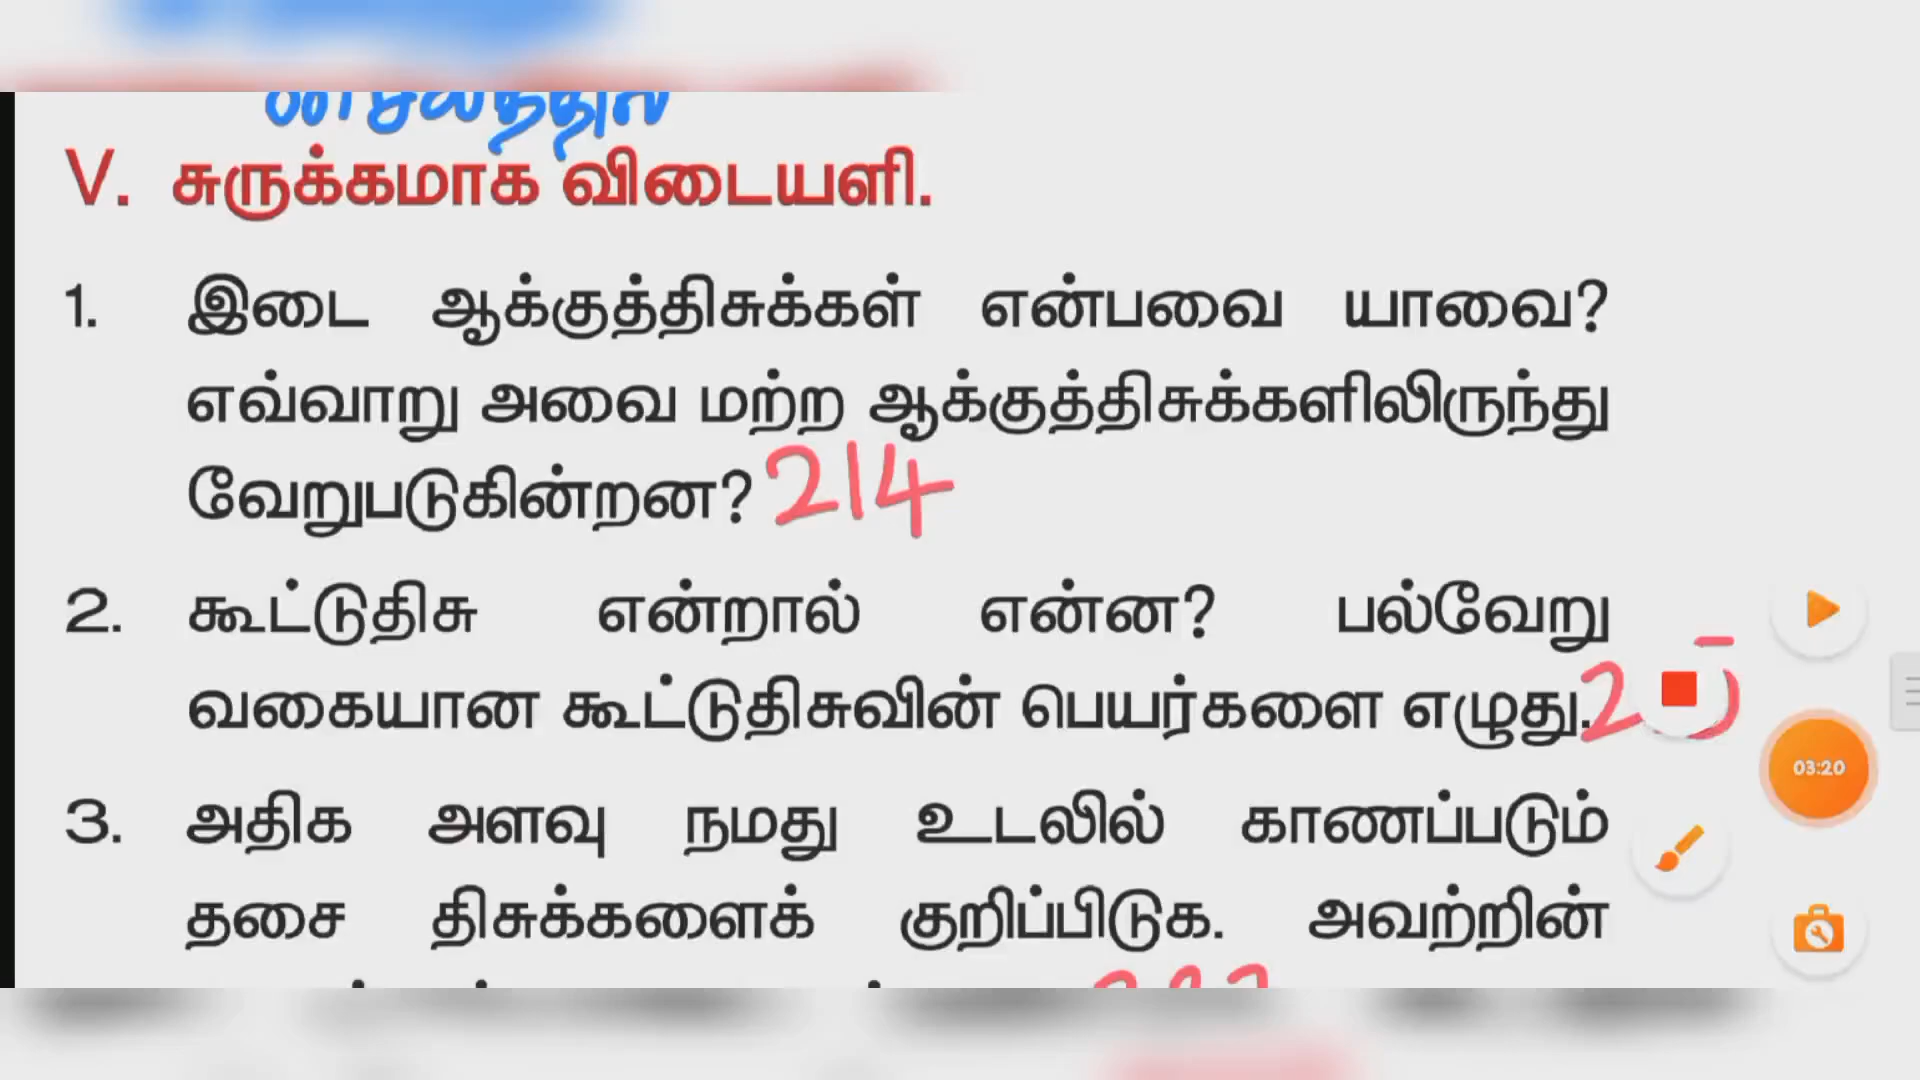 V. சுருக்கமாக விடையளி.
1. இடை ஆக்குத்திசுக்கள் என்பவை யாவை?
எவ்வாறு அவை மற்ற ஆக்குத்திசுக்களிலிருந்து
வேறுபடுகின்றன? 214
2. கூட்டுதிசு என்றால் என்ன? பல்வேறு
வகையான கூட்டுதிசுவின் பெயர்களை எழுது.
03:20
3. அதிக அளவு நமது உடலில் காணப்படும்
தசை திசுக்களைக் குறிப்பிடுக. அவற்றின்